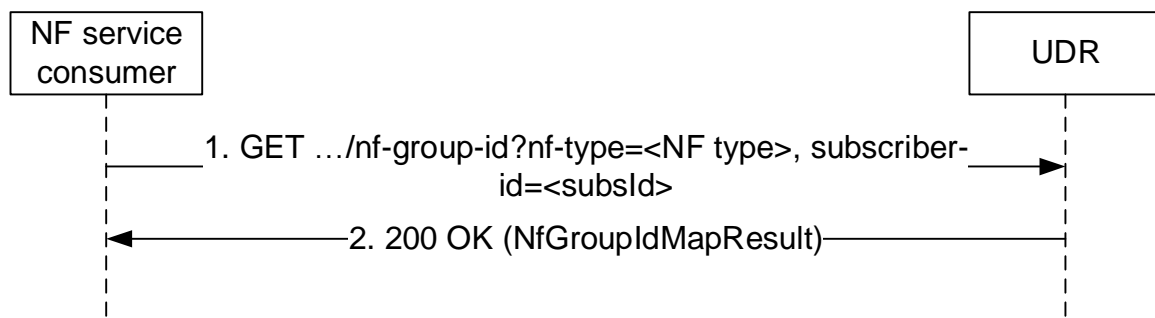 NF service
consumer
UDR
1. GET …/nf-group-id?nf-type=<NF type>, subscriber-
id=<subsId>
2. 200 OK (NfGroupIdMapResult)